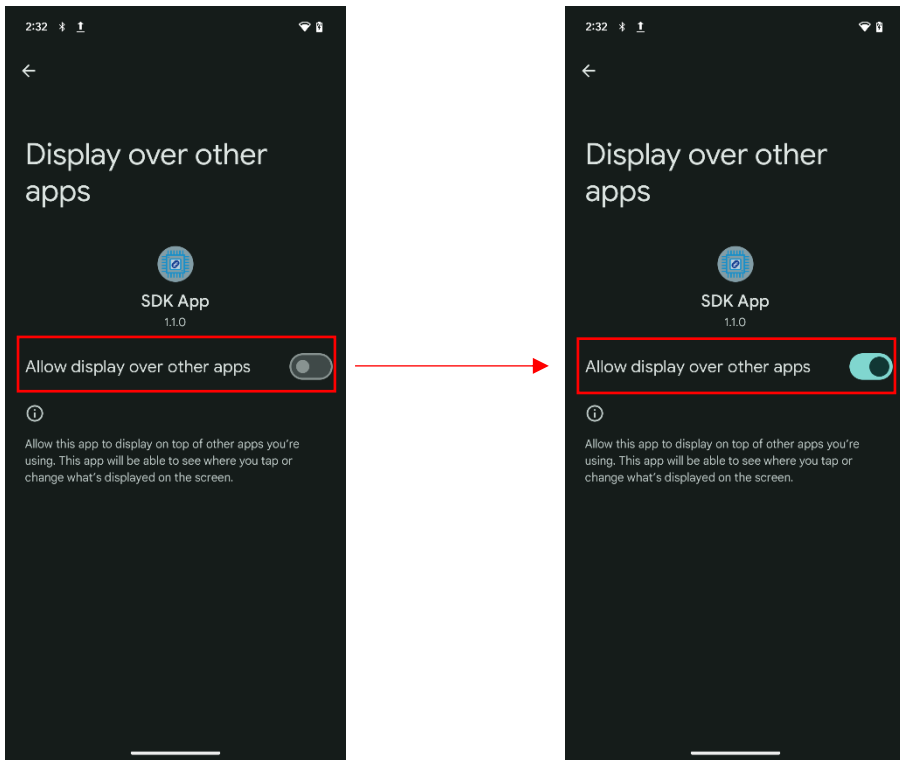 2:32
Display over other
apps
SDK App
1.1.0
Allow display over other apps
Allow this app to display on top of other apps you're
using. This app will be able to see where you tap or
change what's displayed on the screen.
2:32
Display over other
apps
SDK App
1.1.0
Allow display over other apps
Allow this app to display on top of other apps you're
using. This app will be able to see where you tap or
change what's displayed on the screen.